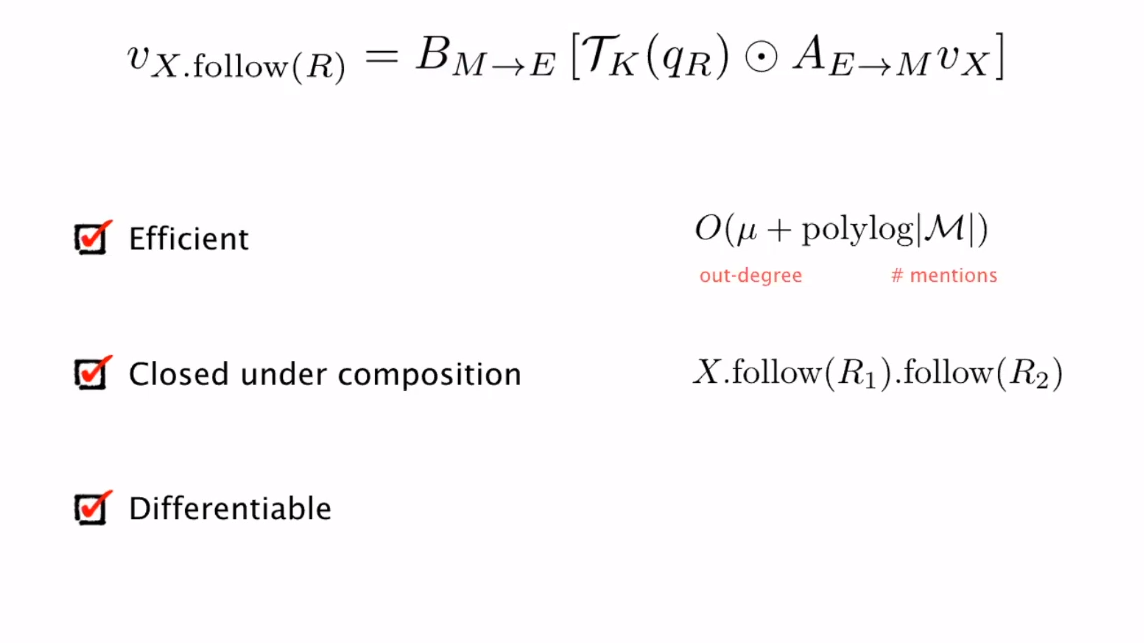 $v_{X.\text{follow}(R)} = B_{M \to E} \left[ \mathcal{T}_K(q_R) \odot A_{E \to M} v_X \right]$
Efficient
$O(\mu + \text{polylog}|\mathcal{M}|)$
out-degree # mentions
Closed under composition
$X.\text{follow}(R_1).\text{follow}(R_2)$
Differentiable